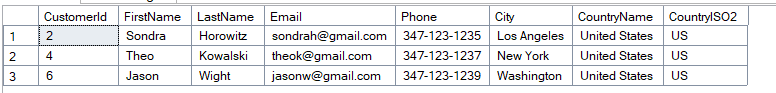 CustomerId FirstName LastName Email Phone City CountryName CountryISO2
1 2 Sondra Horowitz sondrah@gmail.com 347-123-1235 Los Angeles United States US
2 4 Theo Kowalski theok@gmail.com 347-123-1237 New York United States US
3 6 Jason Wight jasonw@gmail.com 347-123-1239 Washington United States US